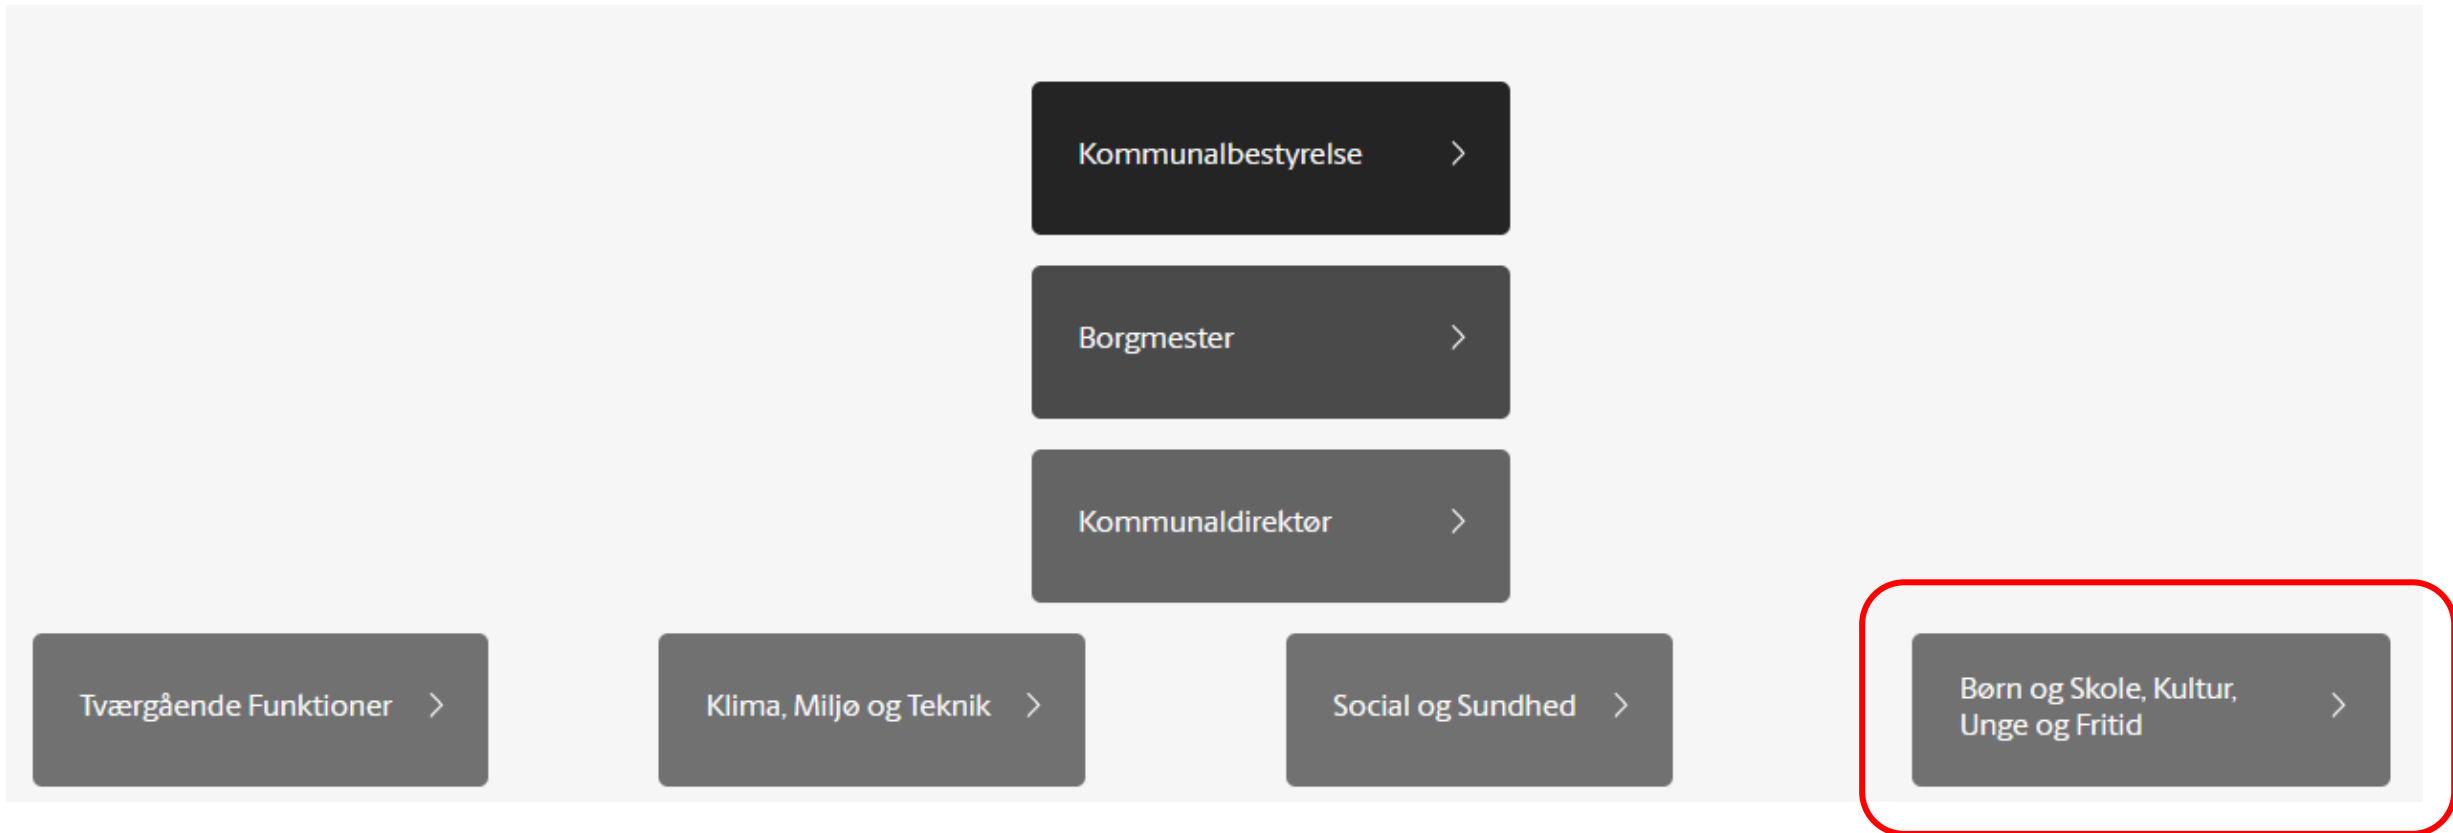 Kommunalbestyrelse
Borgmester
Kommunaldirektør
Tværgående Funktioner
Klima, Miljø og Teknik
Social og Sundhed
Børn og Skole, Kultur,
Unge og Fritid